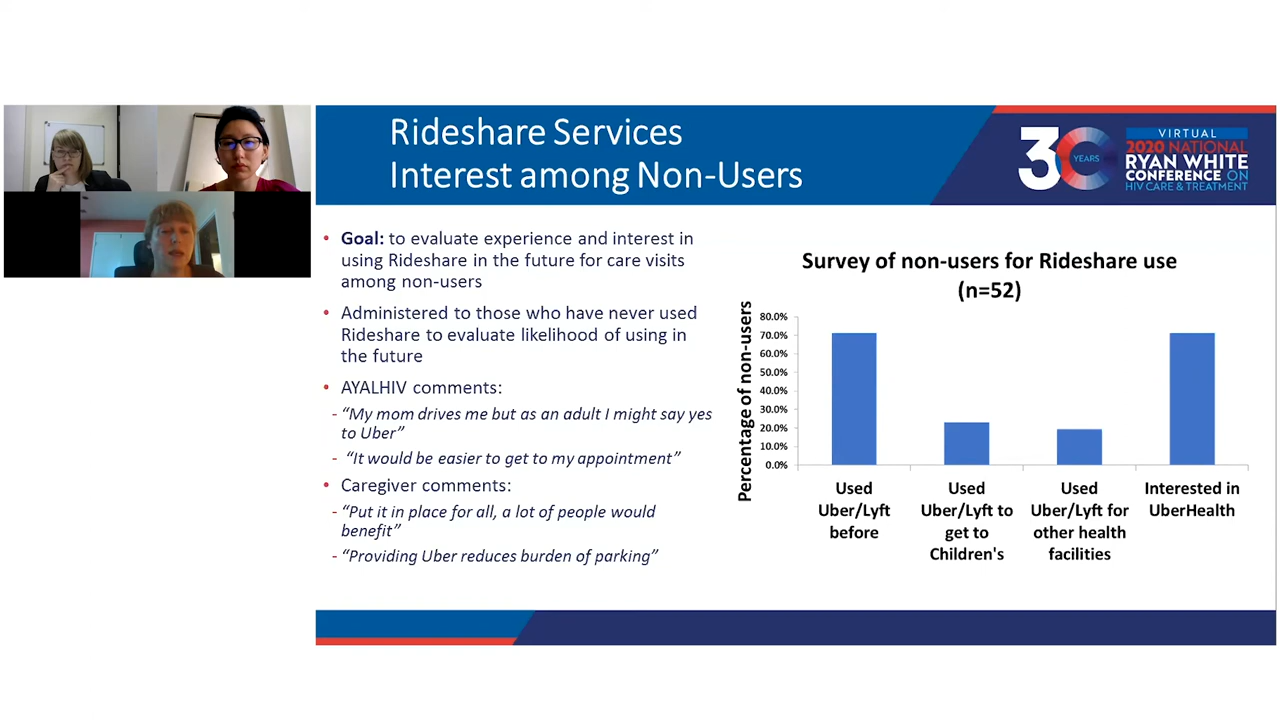 Rideshare Services
Interest among Non-Users
30 YEARS
VIRTUAL
2020 NATIONAL
RYAN WHITE
CONFERENCE ON
HIV CARE & TREATMENT
• Goal: to evaluate experience and interest in
using Rideshare in the future for care visits
among non-users
• Administered to those who have never used
Rideshare to evaluate likelihood of using in
the future
• AYALHIV comments:
- “My mom drives me but as an adult I might say yes
to Uber”
- “It would be easier to get to my appointment”
• Caregiver comments:
- “Put it in place for all, a lot of people would
benefit”
- “Providing Uber reduces burden of parking”
Survey of non-users for Rideshare use
(n=52)
Percentage of non-users
80.0%
70.0%
60.0%
50.0%
40.0%
30.0%
20.0%
10.0%
0.0%
Used
Uber/Lyft
before
Used
Uber/Lyft to
get to
Children's
Used
Uber/Lyft for
other health
facilities
Interested in
UberHealth